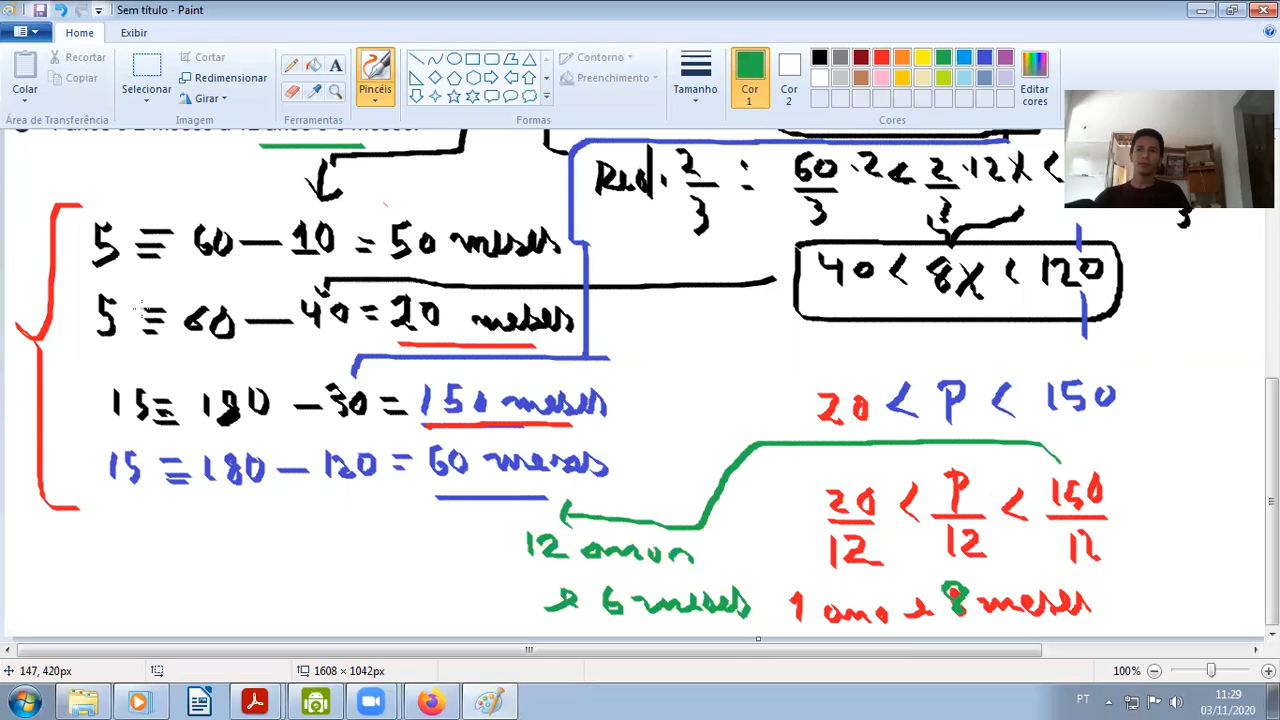 Sem título - Paint
Home
Exibir
Colar
Recortar
Copiar
Área de Transferência
Selecionar
Cortar
Redimensionar
Girar
Imagem
A
Ferramentas
Pincéis
Contorno
Preenchimento
Formas
Tamanho
Cor
1
Cor
2
Editar
cores
Cores
Red. 2/3 : 60/3 · 2 < 2/3 · 12X <
5 ≡ 60 — 10 = 50 meses
40 < 8X < 120
5 ≡ 60 — 40 = 20 meses
15 ≡ 180 — 30 = 150 meses
20 < P < 150
15 ≡ 180 — 120 = 60 meses
20/12 < P/12 < 150/12
12 anos
e 6 meses
1 ano e 8 meses
147, 420px
1608 × 1042px
100%
PT
11:29
03/11/2020